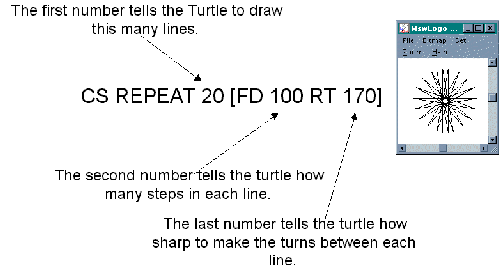 The first number tells the Turtle to draw
this many lines.
MswLogo ...
File Bitmap Set
Help
CS REPEAT 20 [FD 100 RT 170]
The second number tells the turtle how
many steps in each line.
The last number tells the turtle how
sharp to make the turns between each
line.